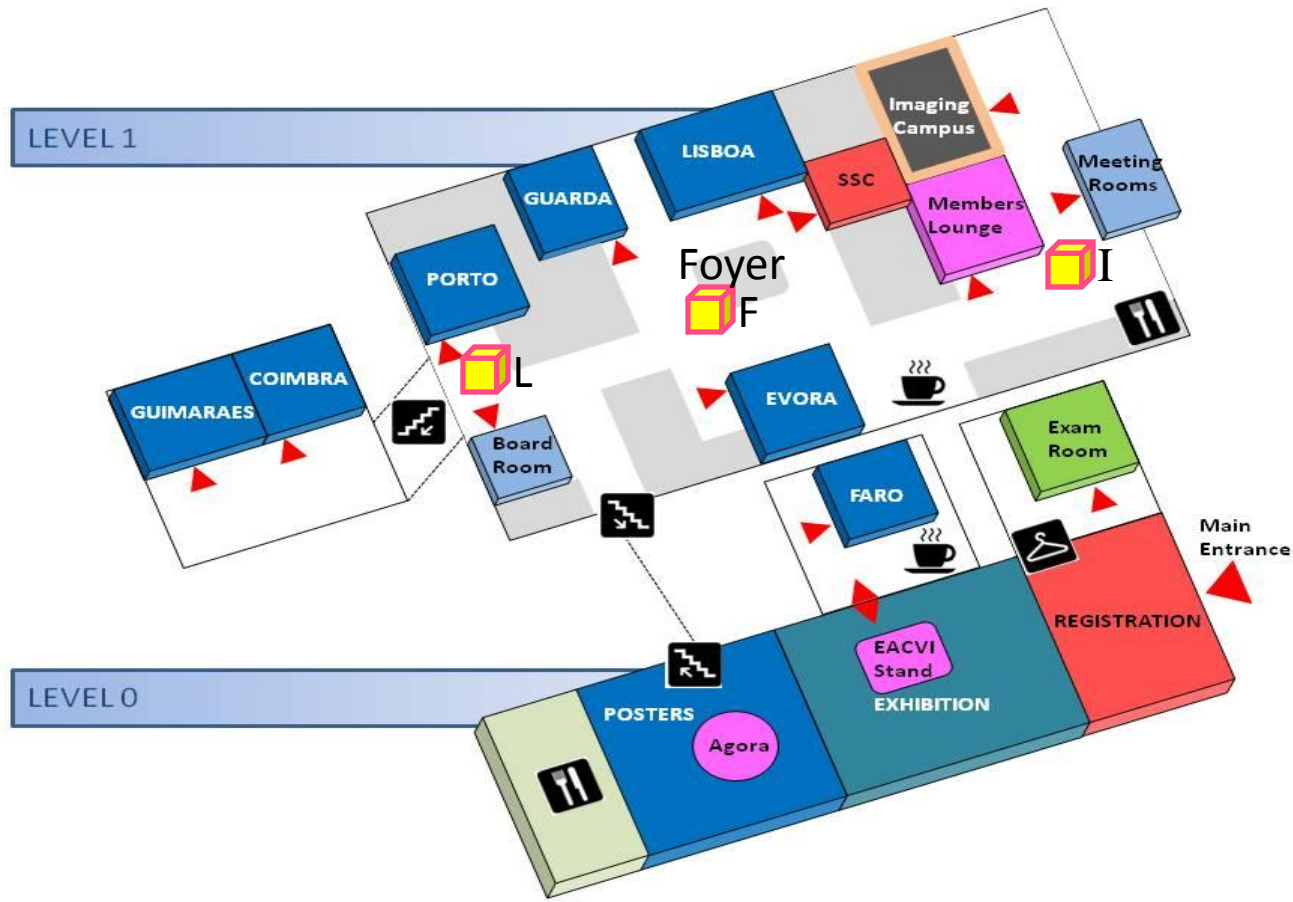 LEVEL 1
Imaging
Campus
LISBOA
SSC
Meeting
Rooms
GUARDA
Members
Lounge
PORTO
Foyer
F
I
L
COIMBRA
GUIMARAES
EVORA
Board
Room
Exam
Room
FARO
Main
Entrance
REGISTRATION
EACVI
Stand
LEVEL 0
POSTERS
EXHIBITION
Agora